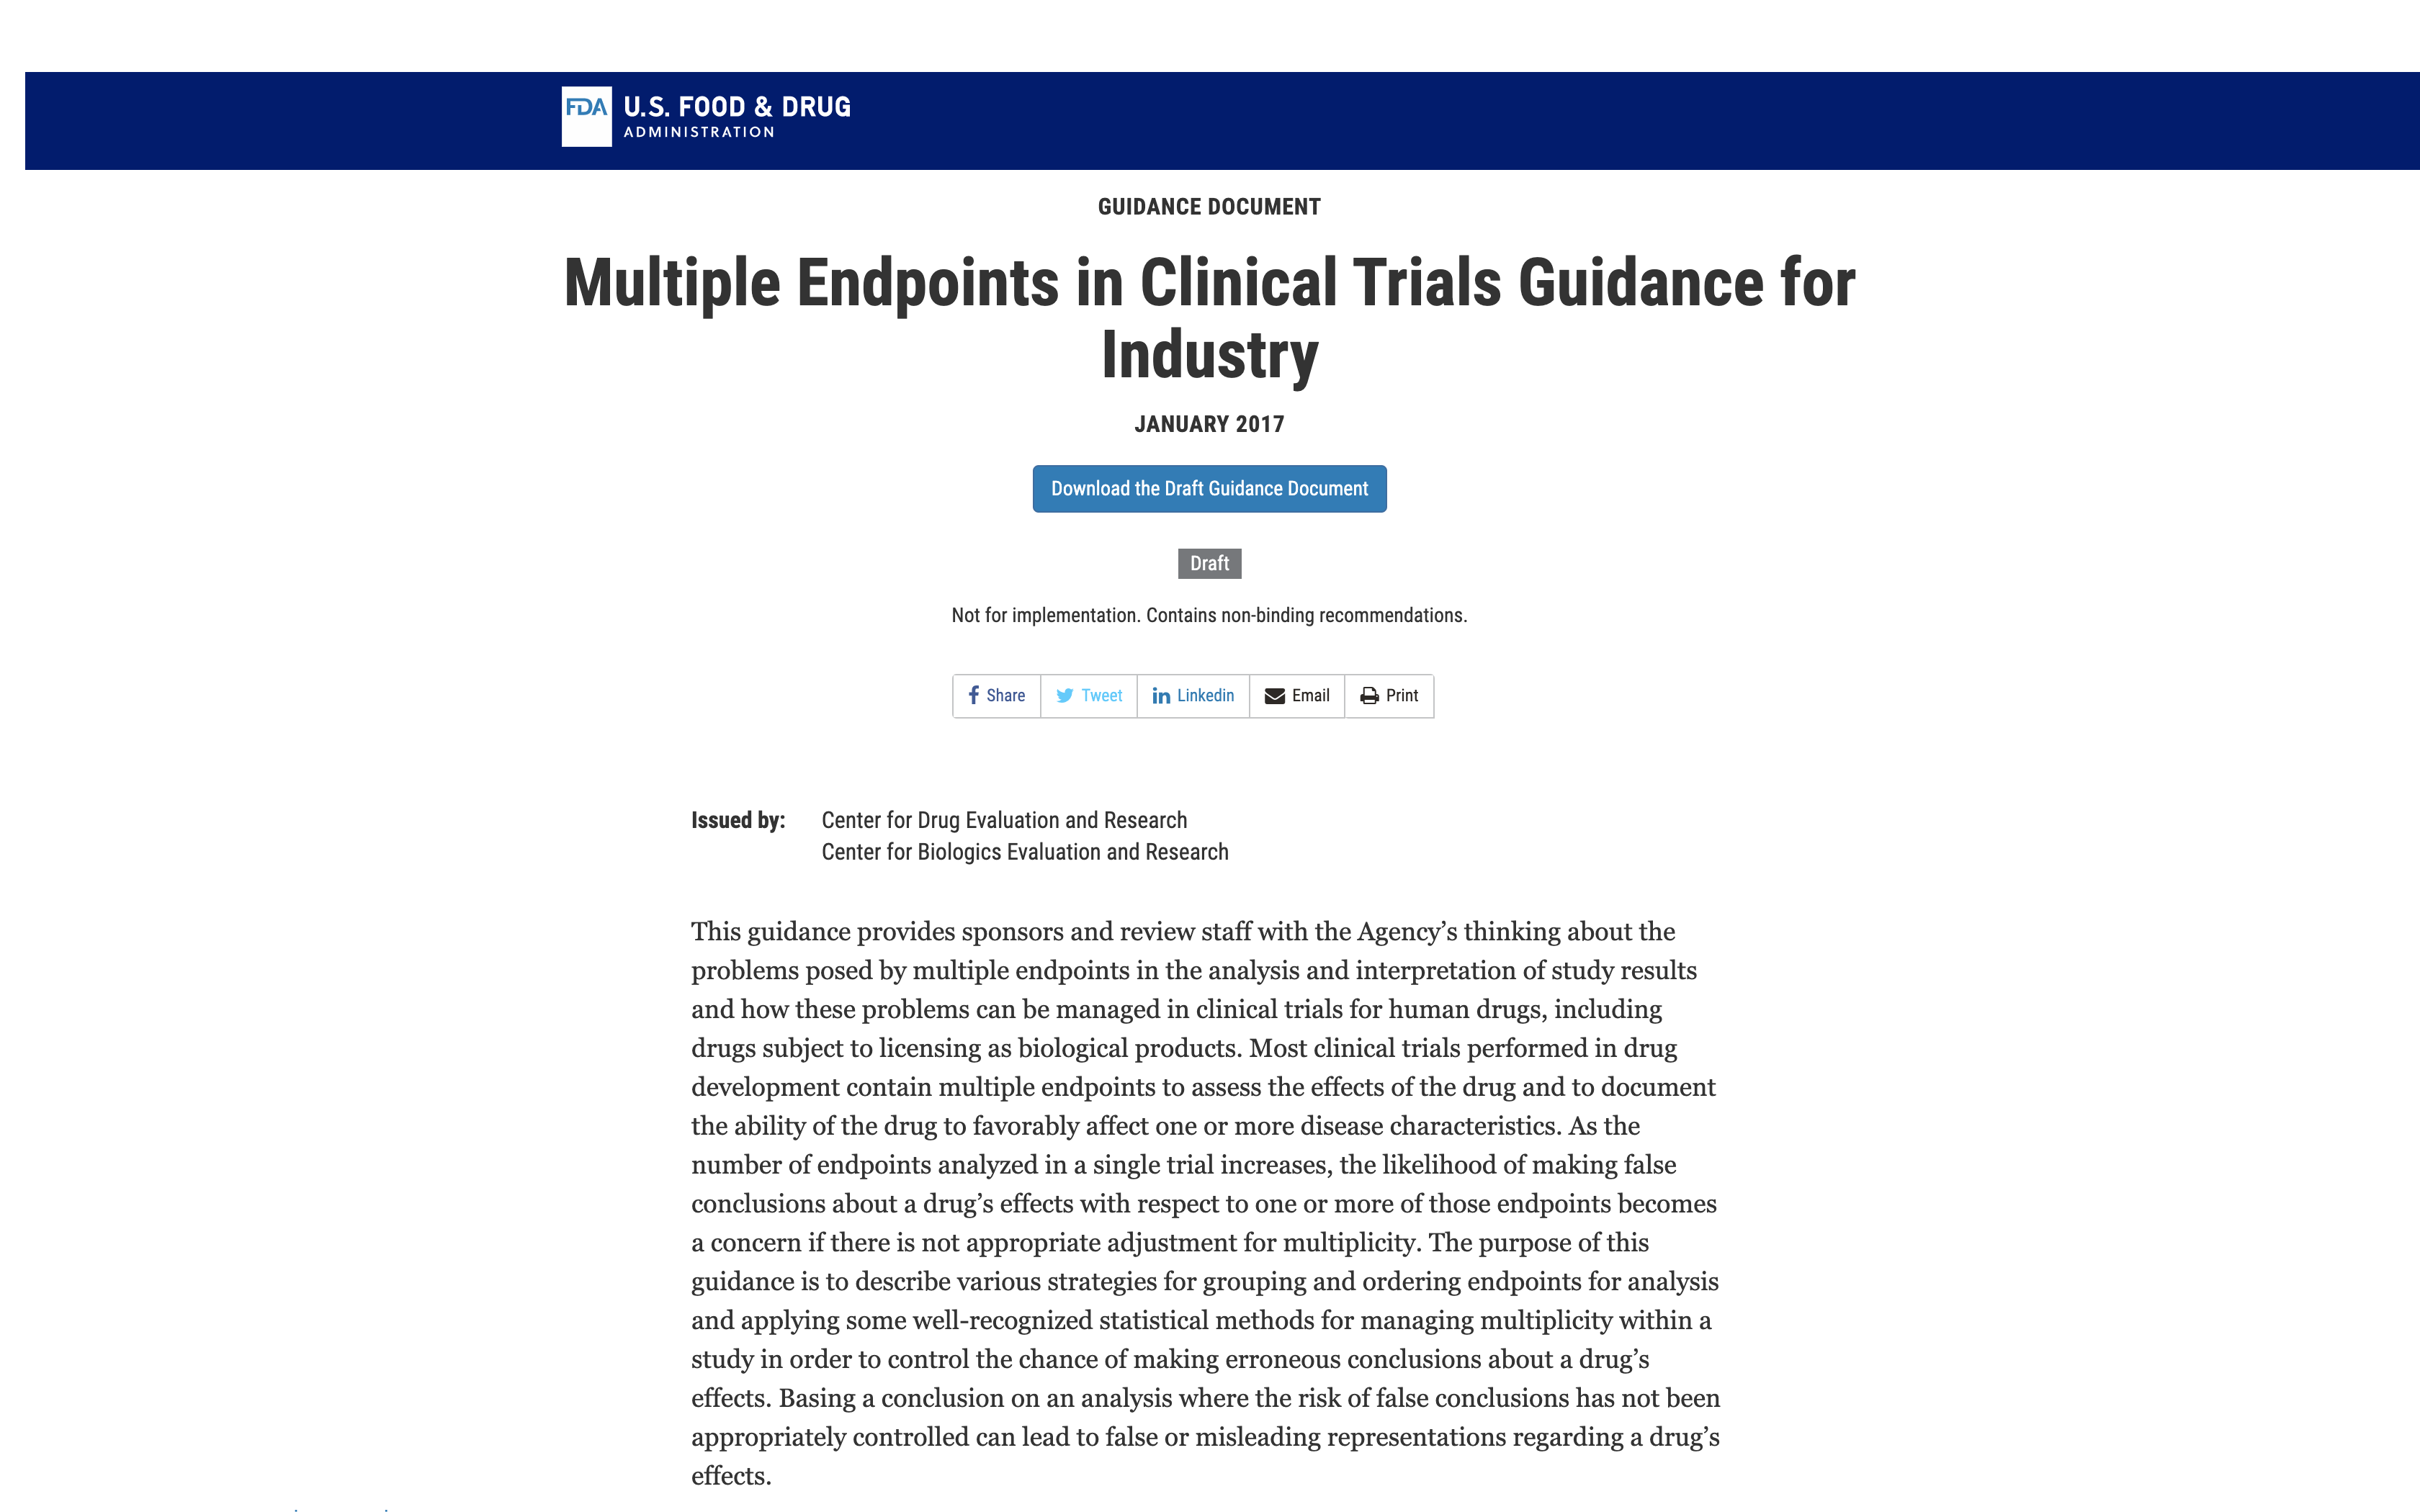 FDA U.S. FOOD & DRUG
ADMINISTRATION
GUIDANCE DOCUMENT
Multiple Endpoints in Clinical Trials Guidance for
Industry
JANUARY 2017
Download the Draft Guidance Document
Draft
Not for implementation. Contains non-binding recommendations.
Share Tweet Linkedin Email Print
Issued by: Center for Drug Evaluation and Research
Center for Biologics Evaluation and Research
This guidance provides sponsors and review staff with the Agency’s thinking about the
problems posed by multiple endpoints in the analysis and interpretation of study results
and how these problems can be managed in clinical trials for human drugs, including
drugs subject to licensing as biological products. Most clinical trials performed in drug
development contain multiple endpoints to assess the effects of the drug and to document
the ability of the drug to favorably affect one or more disease characteristics. As the
number of endpoints analyzed in a single trial increases, the likelihood of making false
conclusions about a drug’s effects with respect to one or more of those endpoints becomes
a concern if there is not appropriate adjustment for multiplicity. The purpose of this
guidance is to describe various strategies for grouping and ordering endpoints for analysis
and applying some well-recognized statistical methods for managing multiplicity within a
study in order to control the chance of making erroneous conclusions about a drug’s
effects. Basing a conclusion on an analysis where the risk of false conclusions has not been
appropriately controlled can lead to false or misleading representations regarding a drug’s
effects.